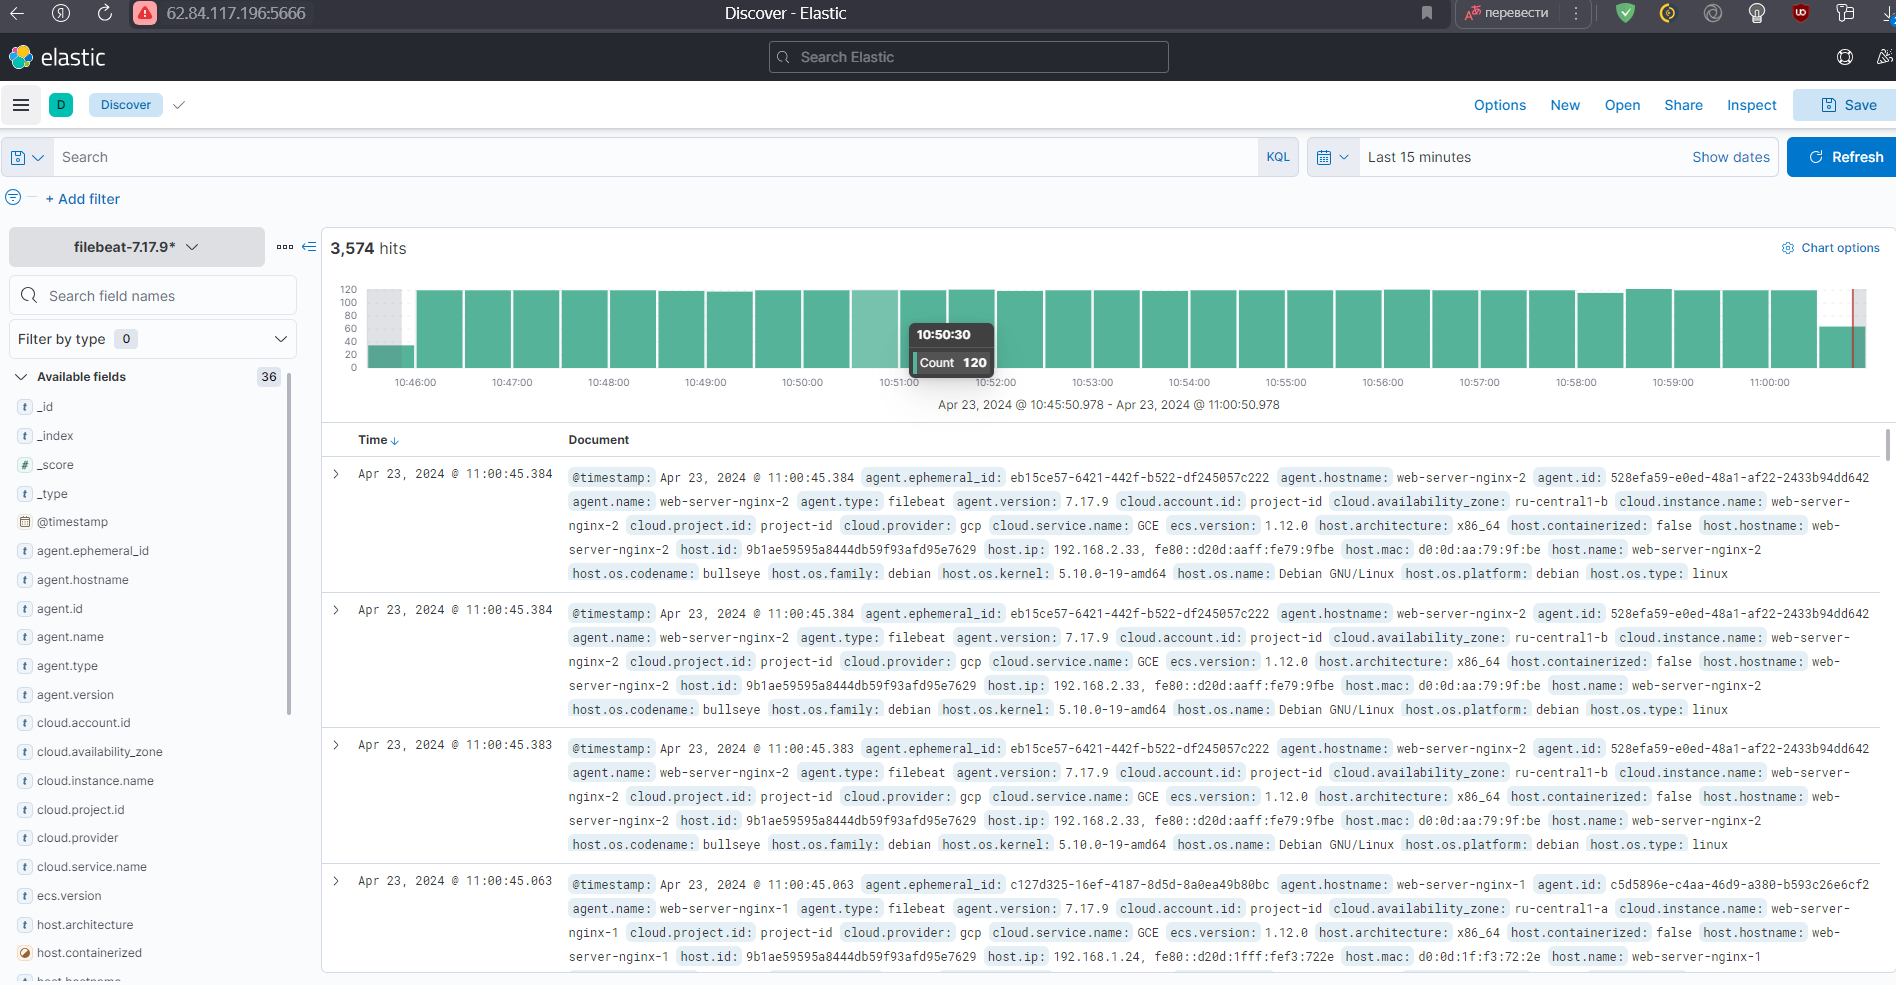 62.84.117.196:5666
Discover - Elastic
перевести
elastic
Search Elastic
D
Discover
Options
New
Open
Share
Inspect
Save
Search
KQL
Last 15 minutes
Show dates
Refresh
+ Add filter
filebeat-7.17.9*
Search field names
Filter by type 0
Available fields 36
t _id
t _index
# _score
t _type
@timestamp
t agent.ephemeral_id
t agent.hostname
t agent.id
t agent.name
t agent.type
t agent.version
t cloud.account.id
t cloud.availability_zone
t cloud.instance.name
t cloud.project.id
t cloud.provider
t cloud.service.name
t ecs.version
t host.architecture
host.containerized
3,574 hits
Chart options
120
100
80
60
40
20
0
10:50:30
Count 120
10:46:00 10:47:00 10:48:00 10:49:00 10:50:00 10:51:00 10:52:00 10:53:00 10:54:00 10:55:00 10:56:00 10:57:00 10:58:00 10:59:00 11:00:00
Apr 23, 2024 @ 10:45:50.978 - Apr 23, 2024 @ 11:00:50.978
Time Document
Apr 23, 2024 @ 11:00:45.384 @timestamp: Apr 23, 2024 @ 11:00:45.384 agent.ephemeral_id: eb15ce57-6421-442f-b522-df245057c222 agent.hostname: web-server-nginx-2 agent.id: 528efa59-e0ed-48a1-af22-2433b94dd642
agent.name: web-server-nginx-2 agent.type: filebeat agent.version: 7.17.9 cloud.account.id: project-id cloud.availability_zone: ru-central1-b cloud.instance.name: web-server-
nginx-2 cloud.project.id: project-id cloud.provider: gcp cloud.service.name: GCE ecs.version: 1.12.0 host.architecture: x86_64 host.containerized: false host.hostname: web-
server-nginx-2 host.id: 9b1ae59595a8444db59f93afd95e7629 host.ip: 192.168.2.33, fe80::d20d:aaff:fe79:9fbe host.mac: d0:0d:aa:79:9f:be host.name: web-server-nginx-2
host.os.codename: bullseye host.os.family: debian host.os.kernel: 5.10.0-19-amd64 host.os.name: Debian GNU/Linux host.os.platform: debian host.os.type: linux
Apr 23, 2024 @ 11:00:45.384 @timestamp: Apr 23, 2024 @ 11:00:45.384 agent.ephemeral_id: eb15ce57-6421-442f-b522-df245057c222 agent.hostname: web-server-nginx-2 agent.id: 528efa59-e0ed-48a1-af22-2433b94dd642
agent.name: web-server-nginx-2 agent.type: filebeat agent.version: 7.17.9 cloud.account.id: project-id cloud.availability_zone: ru-central1-b cloud.instance.name: web-server-
nginx-2 cloud.project.id: project-id cloud.provider: gcp cloud.service.name: GCE ecs.version: 1.12.0 host.architecture: x86_64 host.containerized: false host.hostname: web-
server-nginx-2 host.id: 9b1ae59595a8444db59f93afd95e7629 host.ip: 192.168.2.33, fe80::d20d:aaff:fe79:9fbe host.mac: d0:0d:aa:79:9f:be host.name: web-server-nginx-2
host.os.codename: bullseye host.os.family: debian host.os.kernel: 5.10.0-19-amd64 host.os.name: Debian GNU/Linux host.os.platform: debian host.os.type: linux
Apr 23, 2024 @ 11:00:45.383 @timestamp: Apr 23, 2024 @ 11:00:45.383 agent.ephemeral_id: eb15ce57-6421-442f-b522-df245057c222 agent.hostname: web-server-nginx-2 agent.id: 528efa59-e0ed-48a1-af22-2433b94dd642
agent.name: web-server-nginx-2 agent.type: filebeat agent.version: 7.17.9 cloud.account.id: project-id cloud.availability_zone: ru-central1-b cloud.instance.name: web-server-
nginx-2 cloud.project.id: project-id cloud.provider: gcp cloud.service.name: GCE ecs.version: 1.12.0 host.architecture: x86_64 host.containerized: false host.hostname: web-
server-nginx-2 host.id: 9b1ae59595a8444db59f93afd95e7629 host.ip: 192.168.2.33, fe80::d20d:aaff:fe79:9fbe host.mac: d0:0d:aa:79:9f:be host.name: web-server-nginx-2
host.os.codename: bullseye host.os.family: debian host.os.kernel: 5.10.0-19-amd64 host.os.name: Debian GNU/Linux host.os.platform: debian host.os.type: linux
Apr 23, 2024 @ 11:00:45.063 @timestamp: Apr 23, 2024 @ 11:00:45.063 agent.ephemeral_id: c127d325-16ef-4187-8d5d-8a0ea49b80bc agent.hostname: web-server-nginx-1 agent.id: c5d5896e-c4aa-46d9-a380-b593c26e6cf2
agent.name: web-server-nginx-1 agent.type: filebeat agent.version: 7.17.9 cloud.account.id: project-id cloud.availability_zone: ru-central1-a cloud.instance.name: web-server-
nginx-1 cloud.project.id: project-id cloud.provider: gcp cloud.service.name: GCE ecs.version: 1.12.0 host.architecture: x86_64 host.containerized: false host.hostname: web-
server-nginx-1 host.id: 9b1ae59595a8444db59f93afd95e7629 host.ip: 192.168.1.24, fe80::d20d:1fff:fef3:722e host.mac: d0:0d:1f:f3:72:2e host.name: web-server-nginx-1